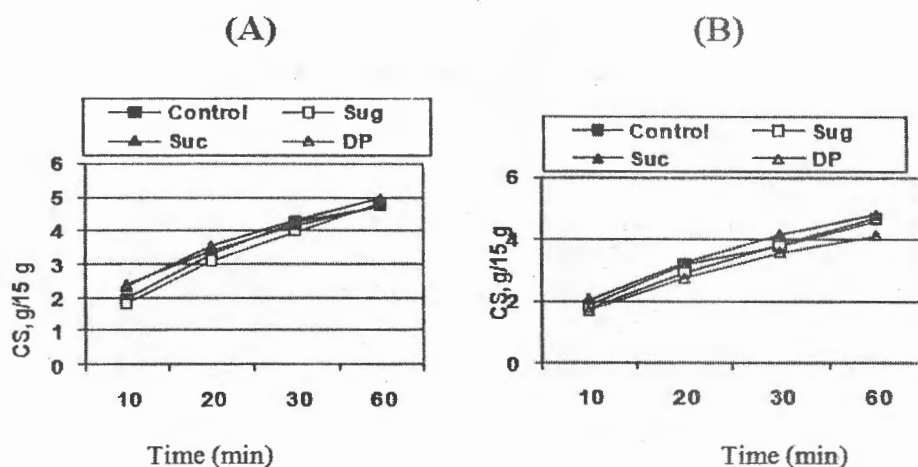 (A)
(B)
Control Sug
Suc DP
6
5
4
3
2
1
0
CS, g/15 g
10 20 30 60
Time (min)
Control Sug
Suc DP
6
4
2
0
CS, g/15 g
10 20 30 60
Time (min)